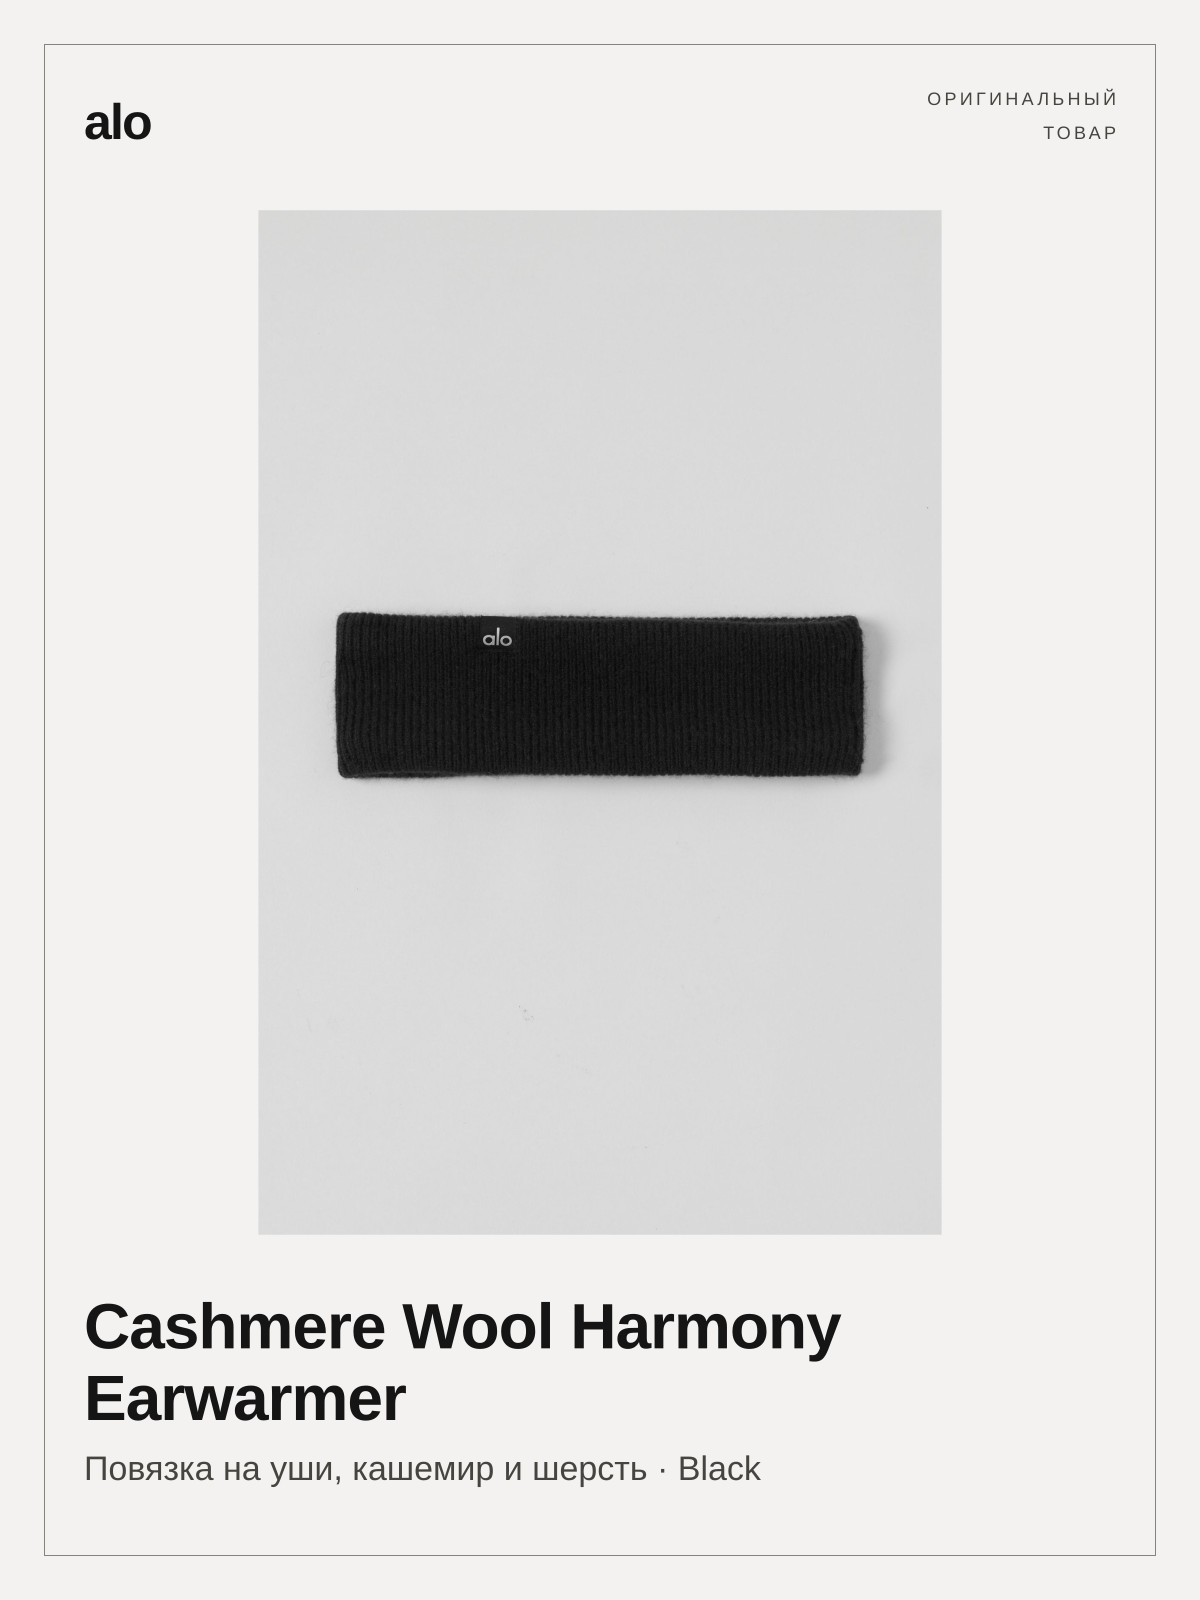 alo
ОРИГИНАЛЬНЫЙ
ТОВАР
alo
Cashmere Wool Harmony
Earwarmer
Повязка на уши, кашемир и шерсть · Black